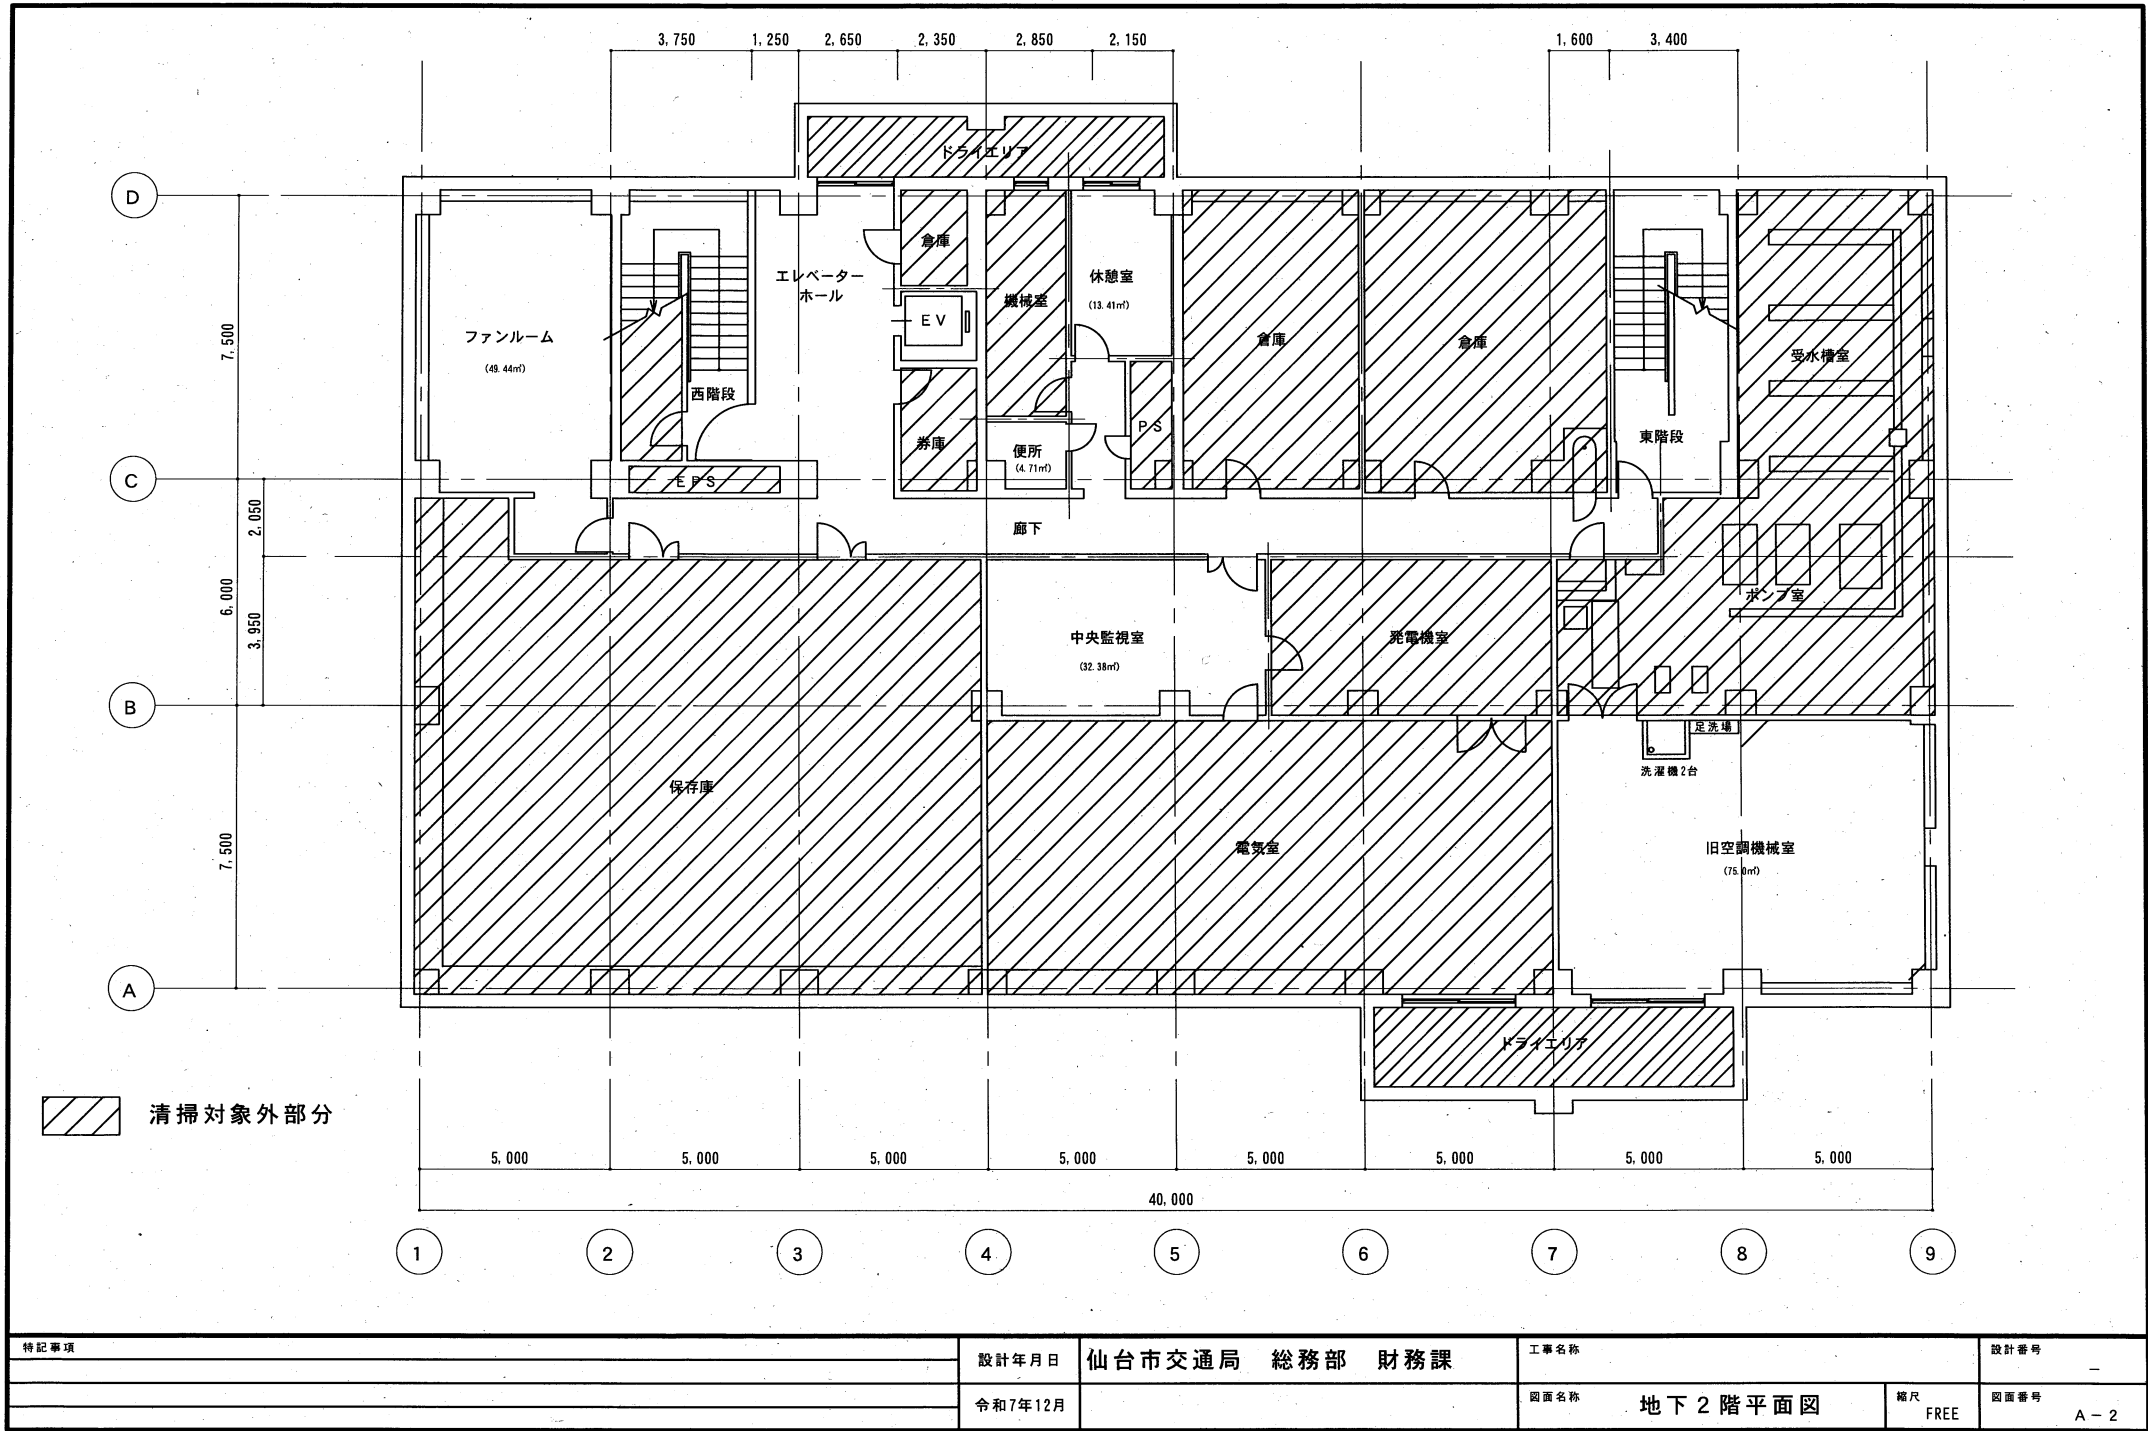 3,750
1,250
2,650
2,350
2,850
2,150
1,600
3,400
ドライエリア
D
倉庫
エレベーター
ホール
休憩室
(13.41㎡)
機械室
EV
ファンルーム
(49.44㎡)
7,500
倉庫
倉庫
受水槽室
西階段
券庫
便所
(4.71㎡)
PS
東階段
C
EPS
2,050
廊下
6,000
3,950
ポンプ室
中央監視室
(32.38㎡)
発電機室
B
足洗場
洗濯機2台
保存庫
7,500
電気室
旧空調機械室
(75.0㎡)
A
ドライエリア
清掃対象外部分
5,000
5,000
5,000
5,000
5,000
5,000
5,000
5,000
40,000
1
2
3
4
5
6
7
8
9
特記事項
設計年月日
仙台市交通局 総務部 財務課
工事名称
設計番号
－
令和7年12月
図面名称
地下2階平面図
縮尺
FREE
図面番号
A－2